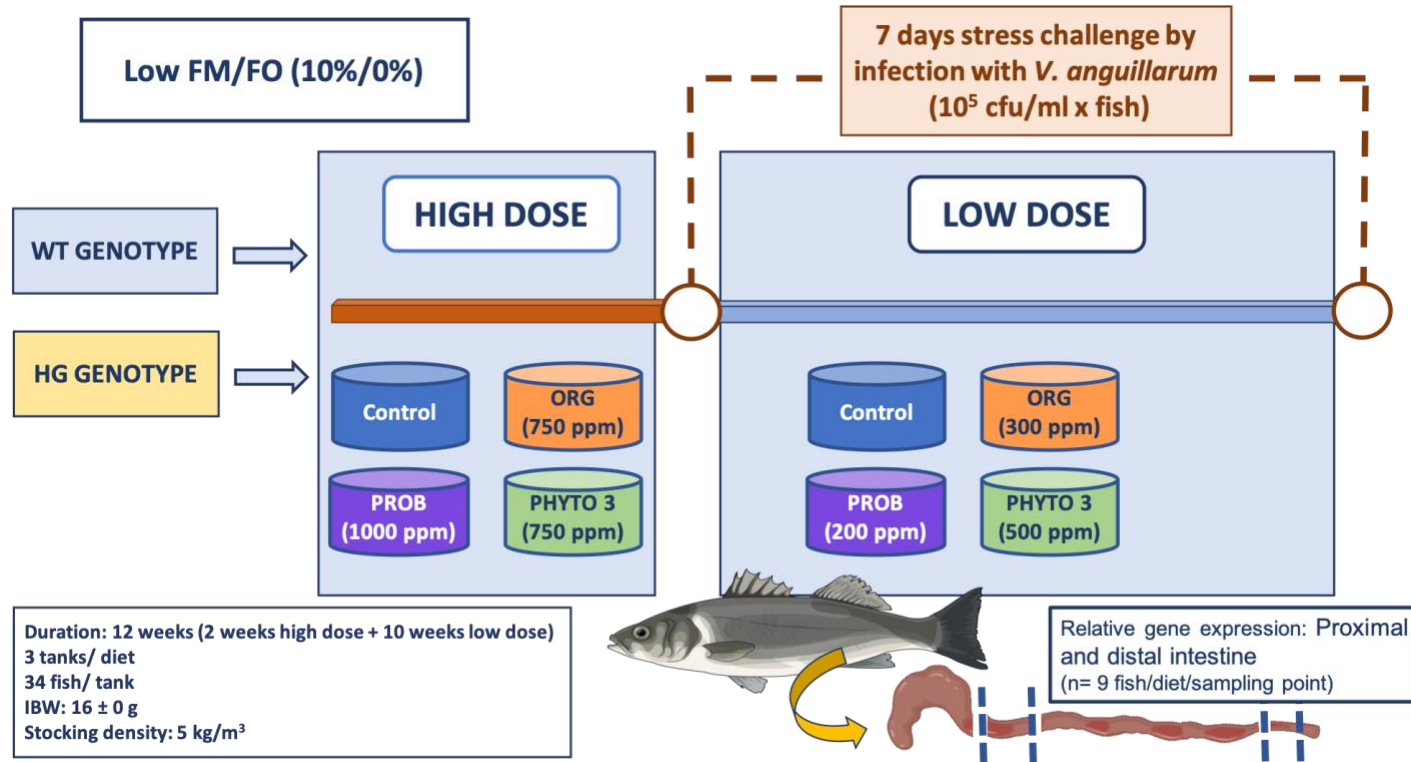 Low FM/FO (10%/0%)
7 days stress challenge by
infection with V. anguillarum
(10⁵ cfu/ml x fish)
HIGH DOSE
LOW DOSE
WT GENOTYPE
HG GENOTYPE
Control
ORG
(750 ppm)
PROB
(1000 ppm)
PHYTO 3
(750 ppm)
Control
ORG
(300 ppm)
PROB
(200 ppm)
PHYTO 3
(500 ppm)
Duration: 12 weeks (2 weeks high dose + 10 weeks low dose)
3 tanks/ diet
34 fish/ tank
IBW: 16 ± 0 g
Stocking density: 5 kg/m³
Relative gene expression: Proximal
and distal intestine
(n= 9 fish/diet/sampling point)